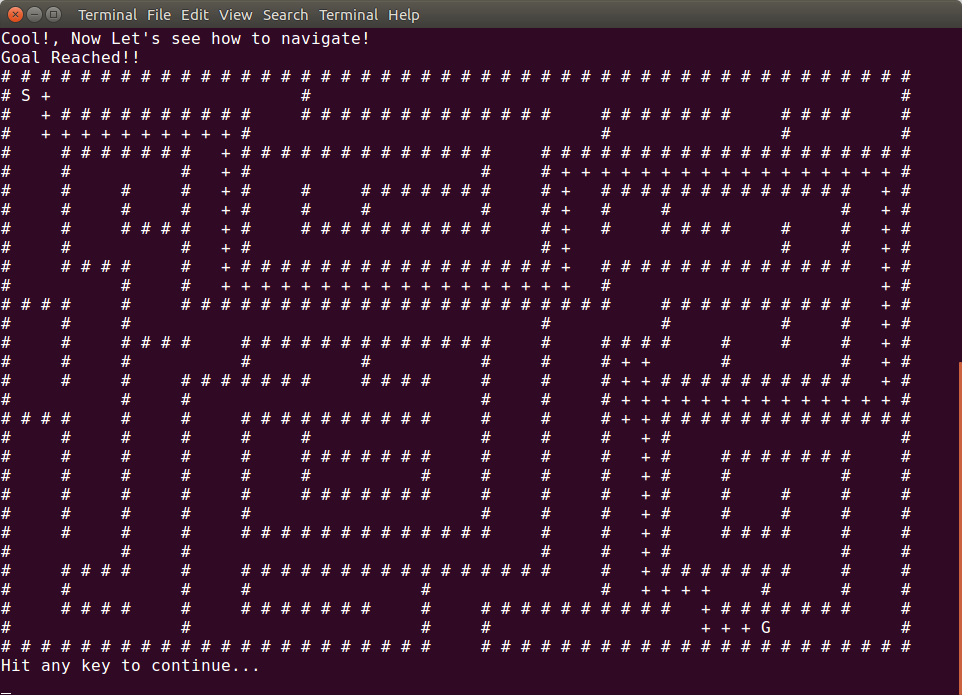 Terminal File Edit View Search Terminal Help
Cool!, Now Let's see how to navigate!
Goal Reached!!
# # # # # # # # # # # # # # # # # # # # # # # # # # # # # # # # # # # # # # # # # # # # # #
# S +                         #                                                           #
#   + # # # # # # # # # #     # # # # # # # # # # # # #     # # # # # # #     # # # #     #
#   + + + + + + + + + + #                                   #                 #           #
#     # # # # # # #   + # # # # # # # # # # # # #     # # # # # # # # # # # # # # # # # # #
#     #           #   + #                       #     # + + + + + + + + + + + + + + + + + #
#     #     #     #   + #     #     # # # # # # #     # +   # # # # # # # # # # # # #   + #
#     #     #     #   + #     #     #           #     # +   #     #                 #   + #
#     #     # # # #   + #     # # # # # # # # # #     # +   #     # # # #     #     #   + #
#     #           #   + #                             # +                     #     #   + #
#     # # # #     #   + # # # # # # # # # # # # # # # # +   # # # # # # # # # # # # #   + #
#           #     #   + + + + + + + + + + + + + + + + + +   #                           + #
# # # #     #     # # # # # # # # # # # # # # # # # # # # # #     # # # # # # # # # #   + #
#     #     #                                         #           #           #     #   + #
#     #     # # # #     # # # # # # # # # # # # #     #     # # # #     #     #     #   + #
#     #     #           #           #           #     #     # + +       #           #   + #
#     #     #     # # # # # # #     # # # #     #     #     # + + # # # # # # # # # #   + #
#           #     #                             #     #     # + + + + + + + + + + + + + + #
# # # #     #     #     # # # # # # # # # #     #     #     # + + # # # # # # # # # # # # #
#     #     #     #     #     #                 #     #     #   + #                       #
#     #     #     #     #     # # # # # # #     #     #     #   + #     # # # # # # #     #
#     #     #     #     #     #           #     #     #     #   + #     #           #     #
#     #     #     #     #     # # # # # # #     #     #     #   + #     #     #     #     #
#     #     #     #     #                       #     #     #   + #     #     #     #     #
#     #     #     #     # # # # # # # # # # # # #     #     #   + #     # # # #     #     #
#           #     #                                   #     #   + #                 #     #
#     # # # #     #     # # # # # # # # # # # # # # # #     #   + # # # # # # #     #     #
#     #           #     #                 #                 #   + + + +     #       #     #
#     # # # #     #     # # # # # # #     #     # # # # # # # # # #   + # # # # # # #     #
#                 #                       #     #                     + + + G             #
# # # # # # # # # # # # # # # # # # # # # #     # # # # # # # # # # # # # # # # # # # # # #
Hit any key to continue...
_